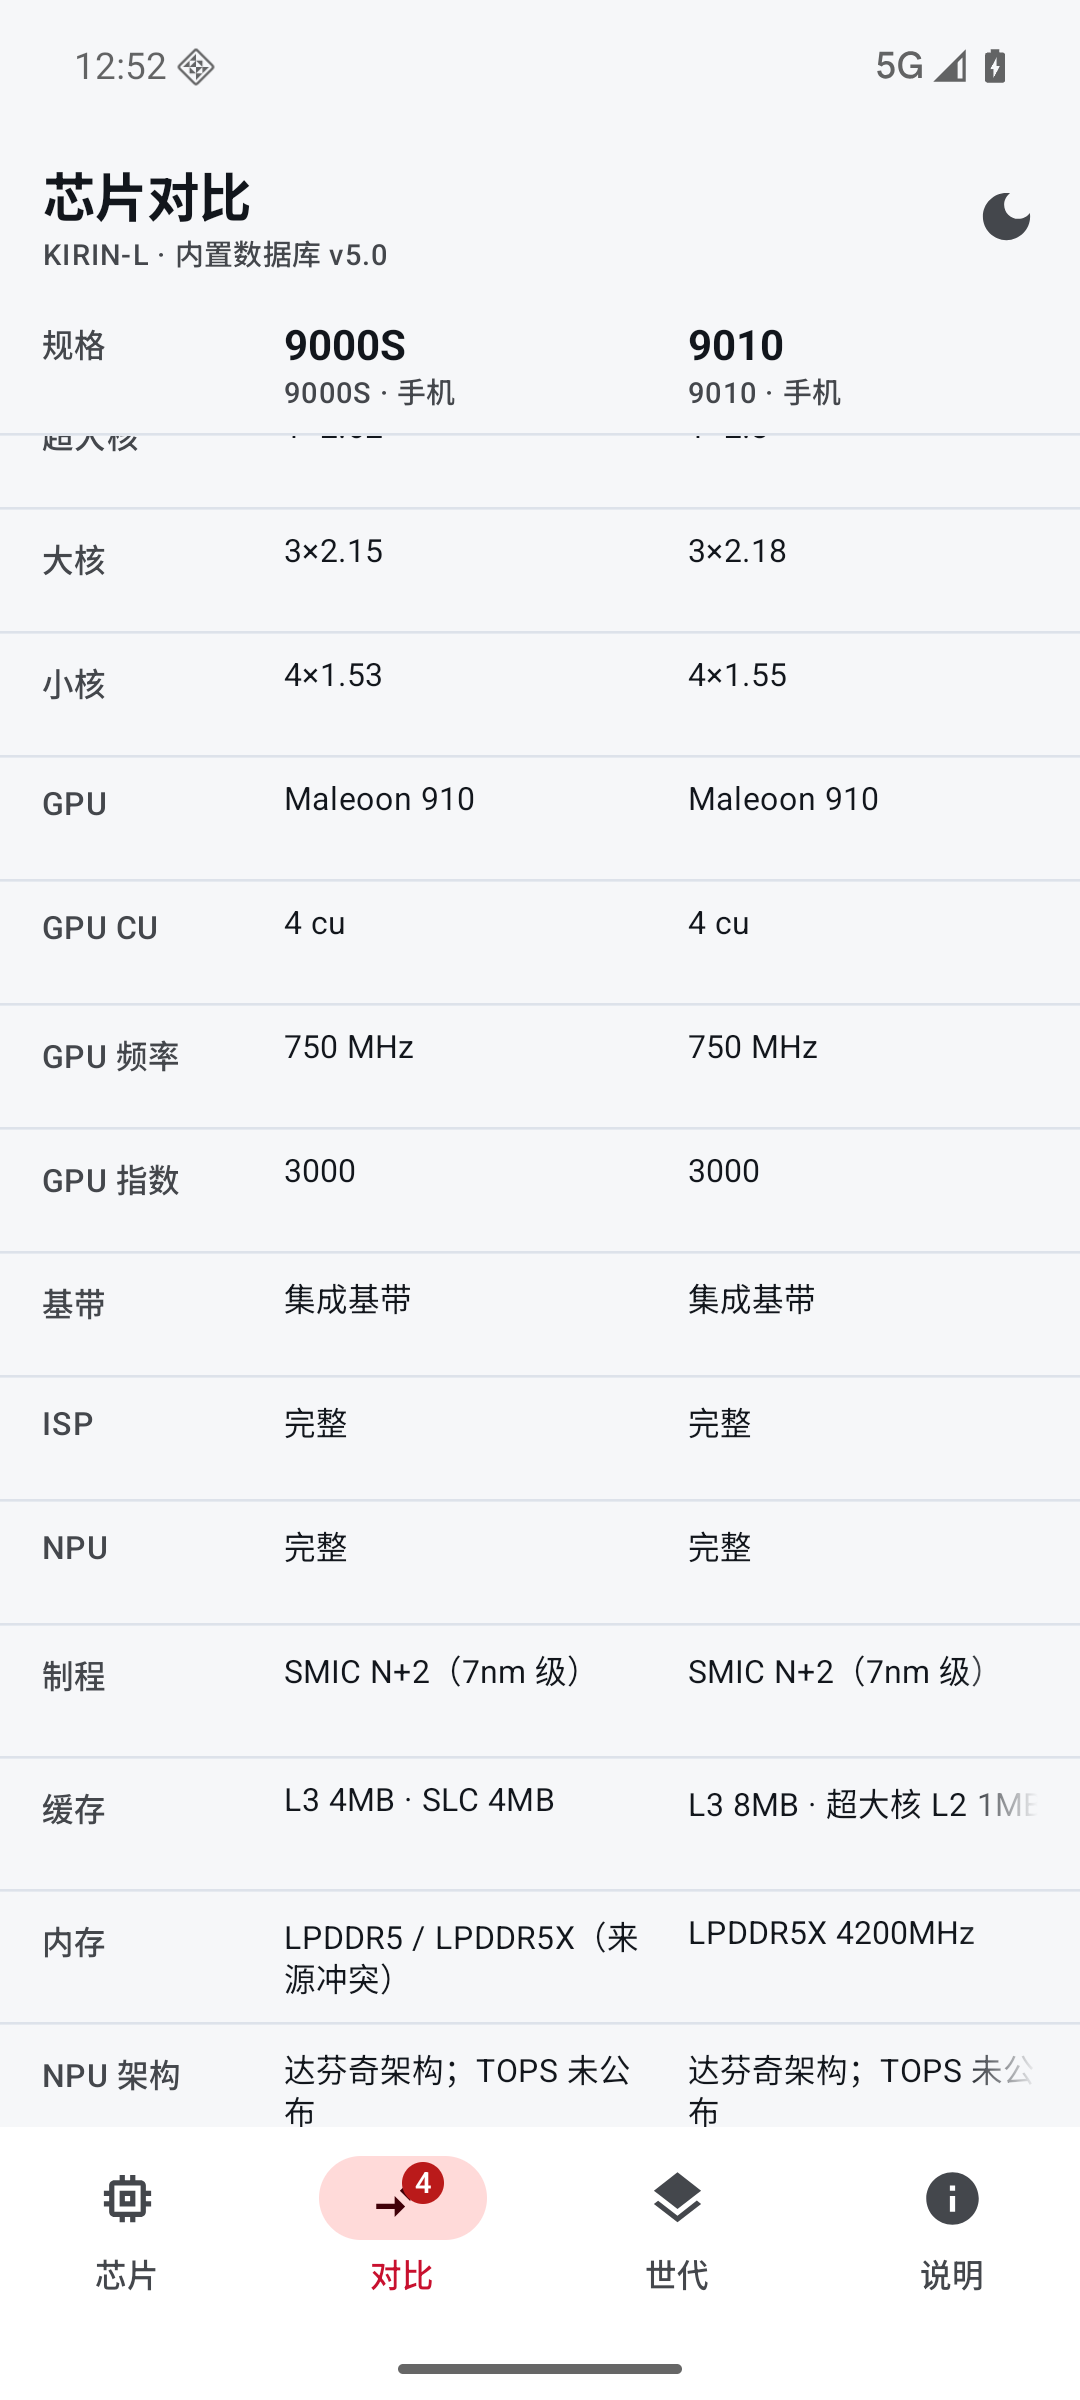 12:52
5G
芯片对比
KIRIN-L · 内置数据库 v5.0
规格
9000S
9010
9000S · 手机
9010 · 手机
超大核
大核
3×2.15
3×2.18
小核
4×1.53
4×1.55
GPU
Maleoon 910
Maleoon 910
GPU CU
4 cu
4 cu
GPU 频率
750 MHz
750 MHz
GPU 指数
3000
3000
基带
集成基带
集成基带
ISP
完整
完整
NPU
完整
完整
制程
SMIC N+2（7nm 级）
SMIC N+2（7nm 级）
缓存
L3 4MB · SLC 4MB
L3 8MB · 超大核 L2 1MB
内存
LPDDR5 / LPDDR5X（来
源冲突）
LPDDR5X 4200MHz
NPU 架构
达芬奇架构；TOPS 未公
布
达芬奇架构；TOPS 未公
布
4
芯片
对比
世代
说明